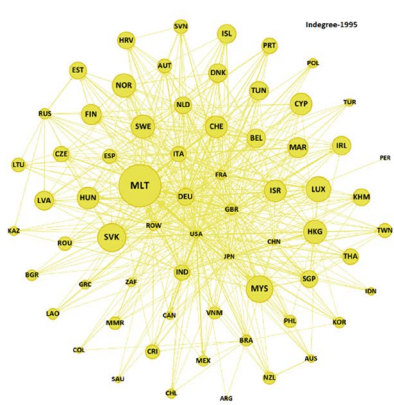 Indegree-1995
SVN
HRV
ISL
PRT
AUT
POL
EST
DNK
NOR
TUN
TUR
NLD
CYP
RUS
FIN
SWE
CHE
BEL
MAR
IRL
CZE
ESP
ITA
PER
LTU
FRA
MLT
ISR
LUX
LVA
HUN
DEU
KHM
GBR
KAZ
ROW
USA
HKG
TWN
ROU
SVK
CHN
JPN
THA
BGR
IND
SGP
GRC
ZAF
MYS
IDN
LAO
CAN
VNM
MMR
PHL
KOR
BRA
COL
CRI
MEX
AUS
SAU
NZL
CHL
ARG